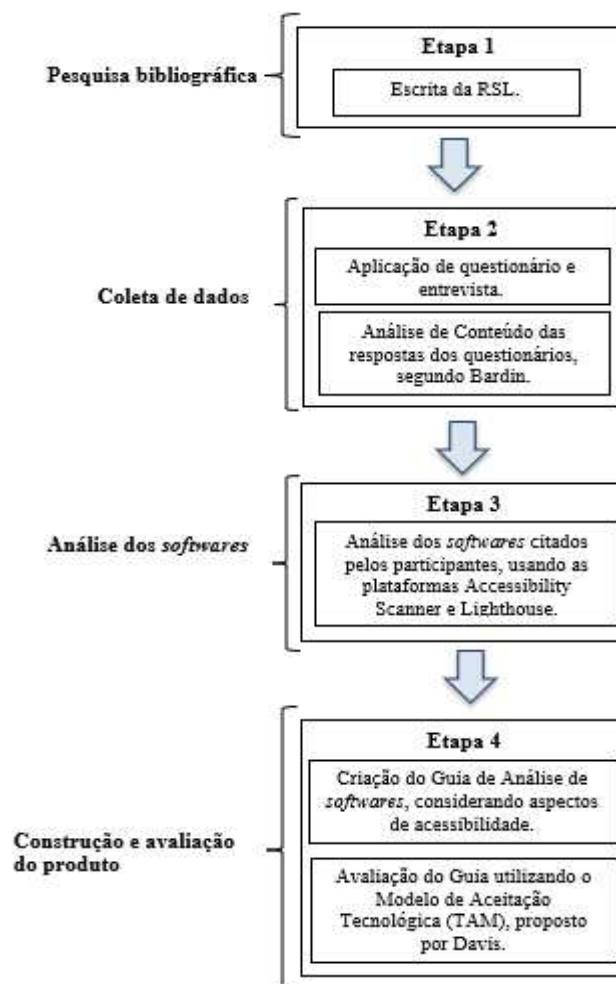 Etapa 1
Pesquisa bibliográfica
Escrita da RSL.
Etapa 2
Coleta de dados
Aplicação de questionário e
entrevista.
Análise de Conteúdo das
respostas dos questionários,
segundo Bardin.
Etapa 3
Análise dos softwares
Análise dos softwares citados
pelos participantes, usando as
plataformas Accessibility
Scanner e Lighthouse.
Etapa 4
Construção e avaliação
do produto
Criação do Guia de Análise de
softwares, considerando aspectos
de acessibilidade.
Avaliação do Guia utilizando o
Modelo de Aceitação
Tecnológica (TAM), proposto
por Davis.